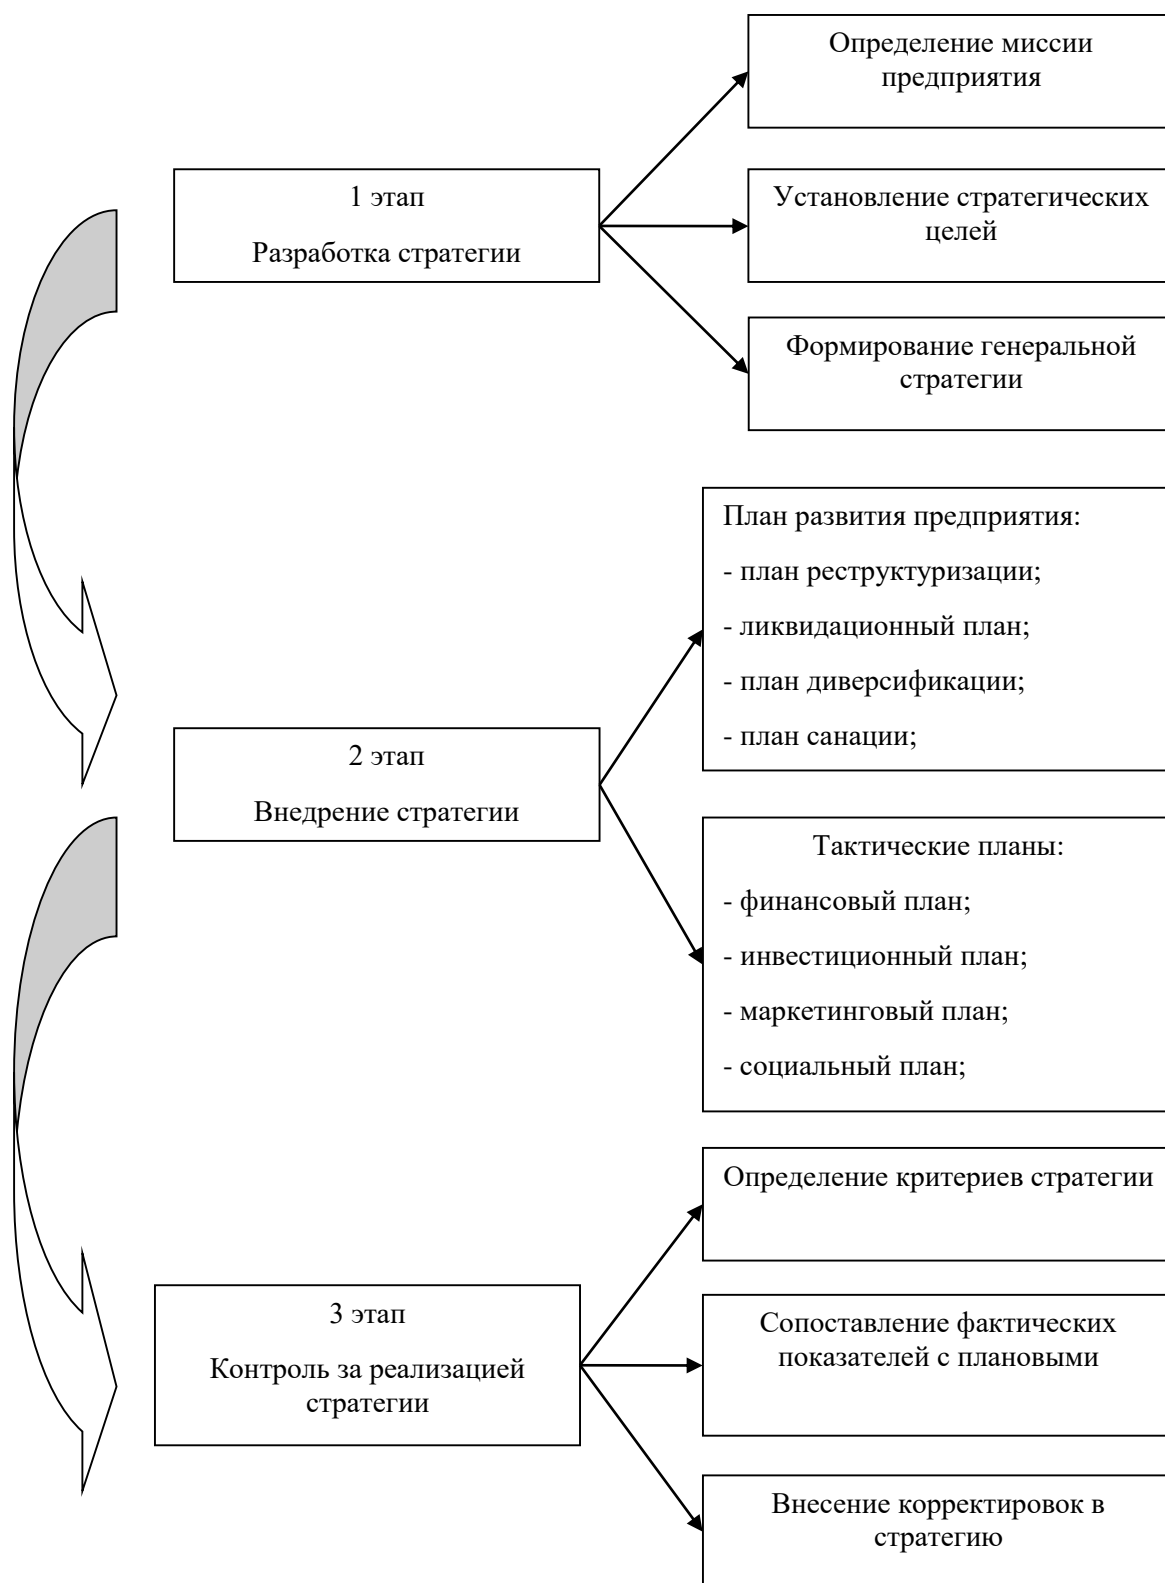 Определение миссии
предприятия
1 этап
Разработка стратегии
Установление стратегических
целей
Формирование генеральной
стратегии
План развития предприятия:
- план реструктуризации;
- ликвидационный план;
- план диверсификации;
- план санации;
2 этап
Внедрение стратегии
Тактические планы:
- финансовый план;
- инвестиционный план;
- маркетинговый план;
- социальный план;
Определение критериев стратегии
3 этап
Контроль за реализацией
стратегии
Сопоставление фактических
показателей с плановыми
Внесение корректировок в
стратегию